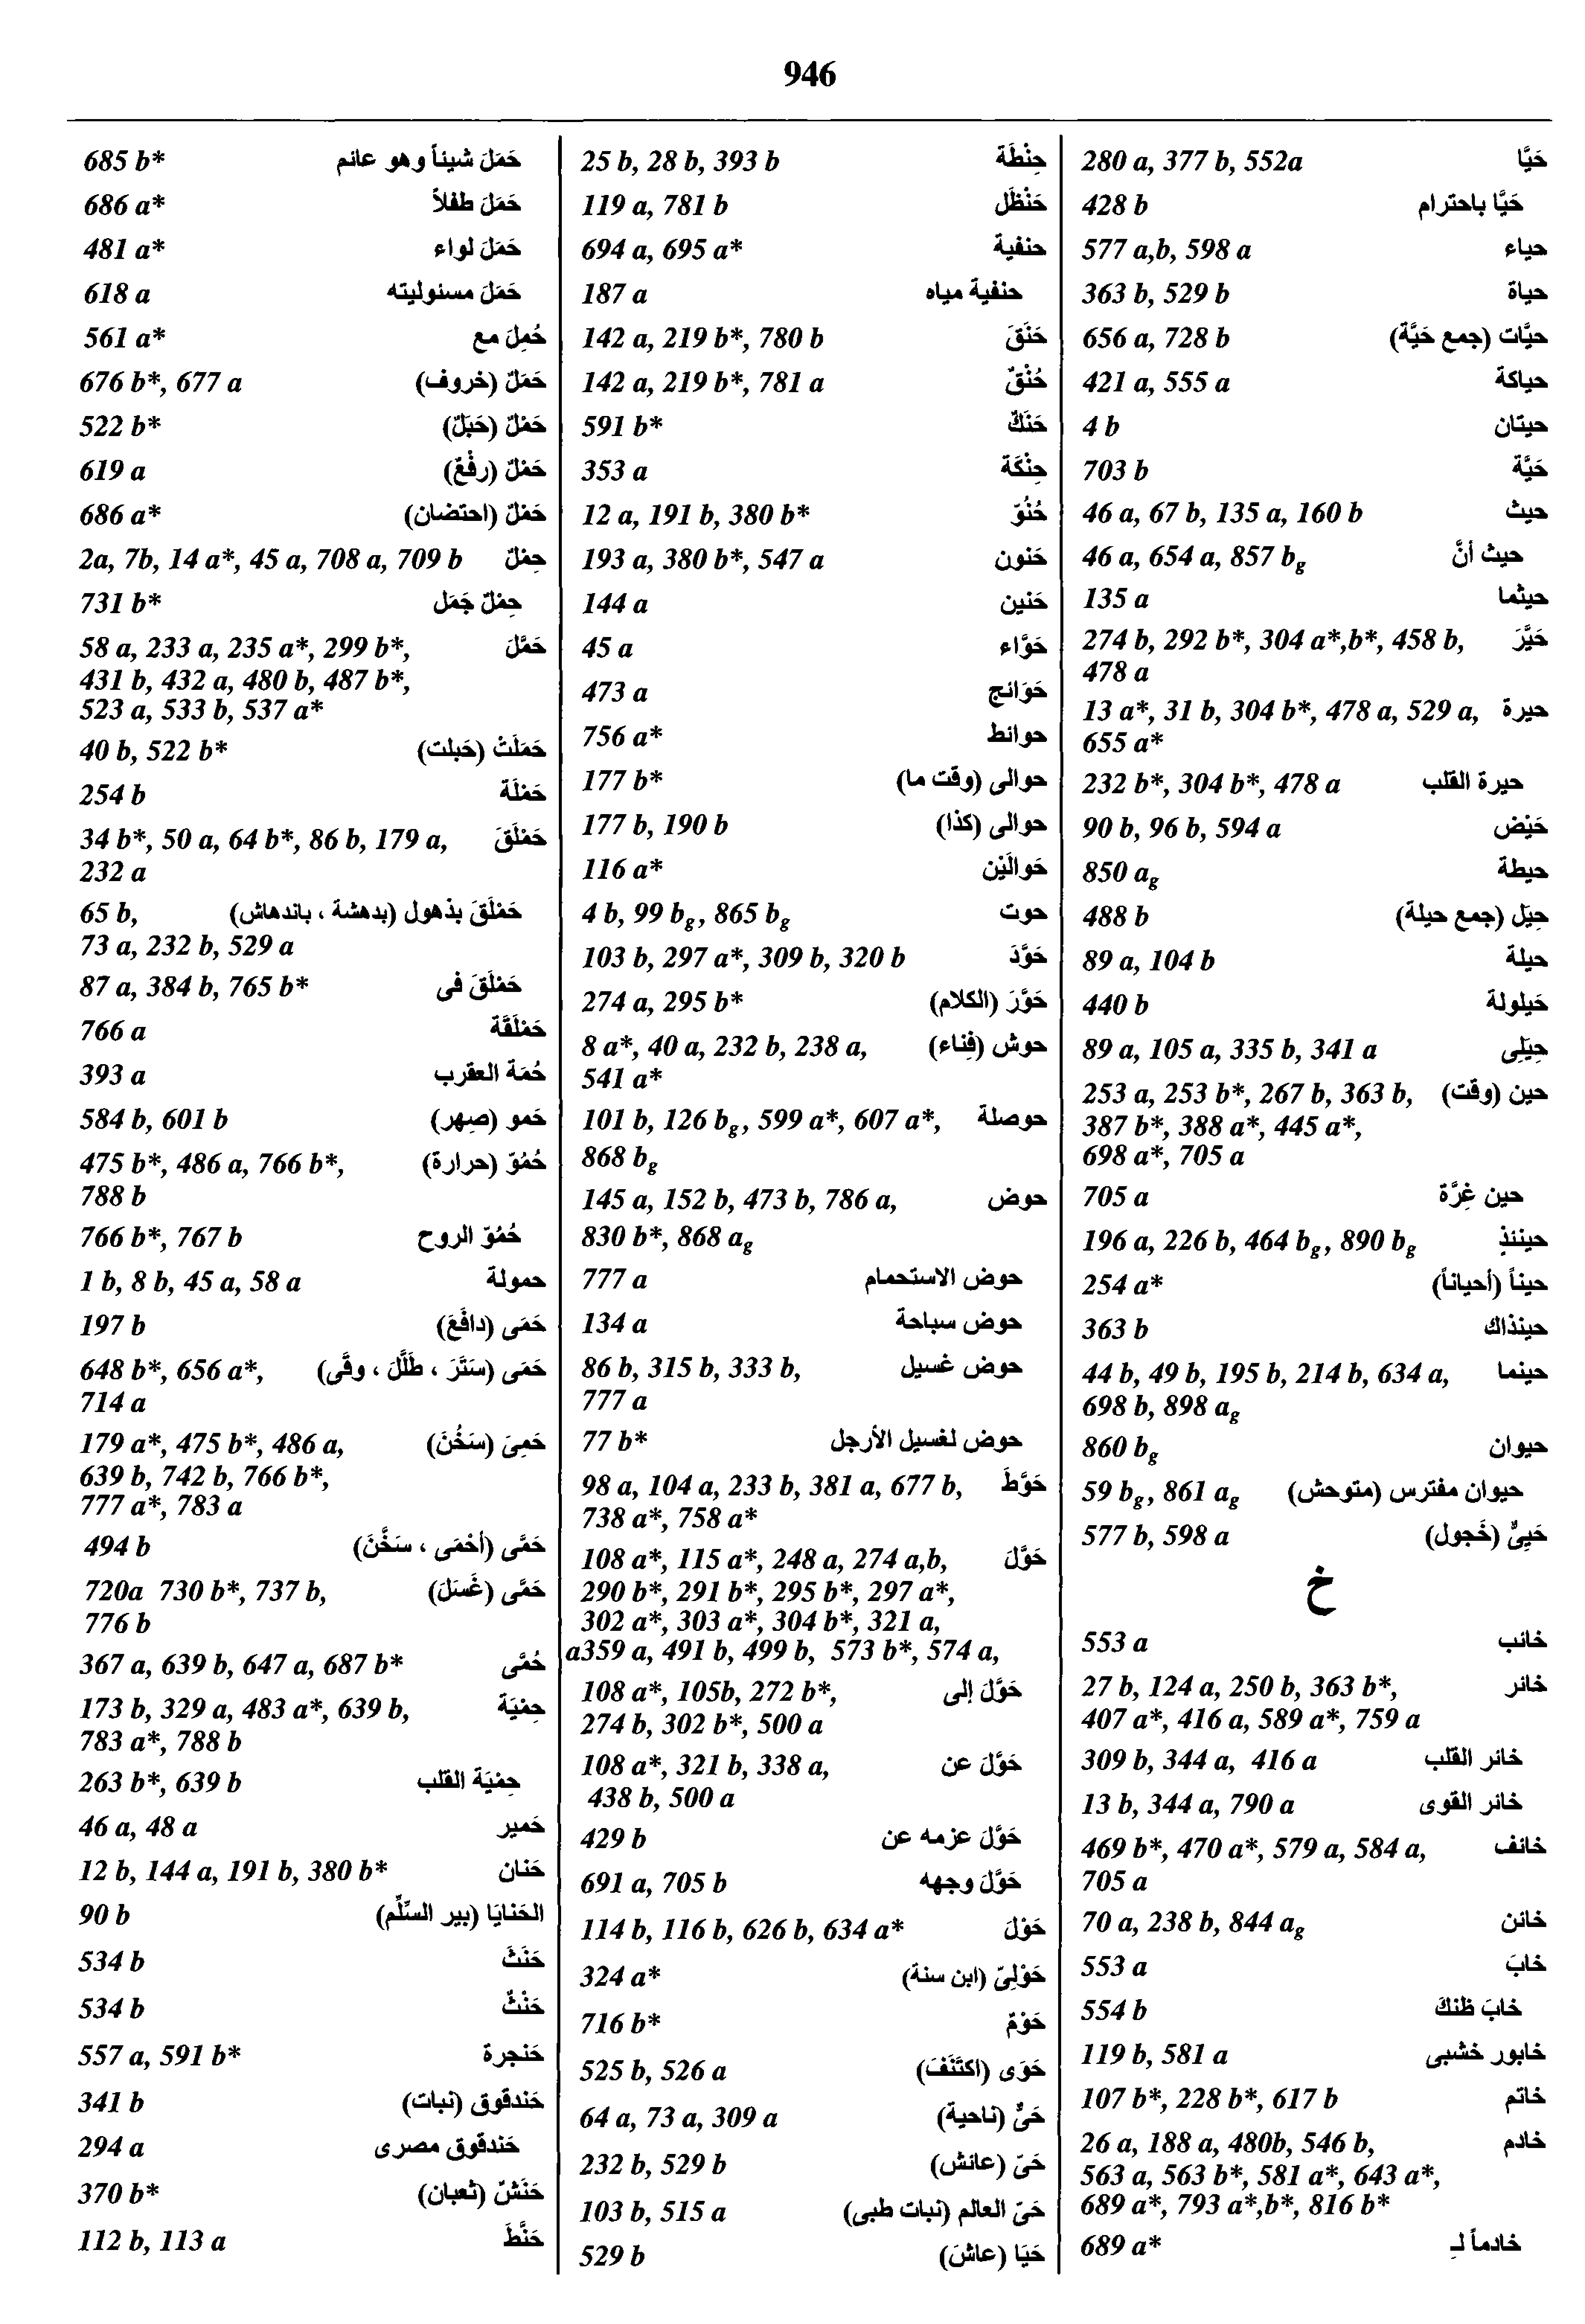 946
685 b* حَمَلَ شيئاً وهو عائم
686 a* حَمَلَ طفلاً
481 a* حَمَلَ لواء
618 a حَمَلَ مسئوليته
561 a* حُمِلَ مع
676 b*, 677 a حَمَلٌ (خروف)
522 b* حَمْلٌ (حَبَلٌ)
619 a حَمْلٌ (رفْعٌ)
686 a* حَمْلٌ (احتضان)
2a, 7b, 14 a*, 45 a, 708 a, 709 b حِمْلٌ
731 b* حِمْلٌ جَمَل
58 a, 233 a, 235 a*, 299 b*, حَمَّلَ
431 b, 432 a, 480 b, 487 b*,
523 a, 533 b, 537 a*
40 b, 522 b* حَمَلَتْ (حَبلت)
254 b حَمْلَة
34 b*, 50 a, 64 b*, 86 b, 179 a, حَمْلَقَ
232 a
65 b, حَمْلَقَ بذهول (بدهشة ، باندهاش)
73 a, 232 b, 529 a
87 a, 384 b, 765 b* حَمْلَقَ فى
766 a حَمْلَقَة
393 a حُمَة العقرب
584 b, 601 b حَمو (صِهر)
475 b*, 486 a, 766 b*, حُمُوّ (حرارة)
788 b
766 b*, 767 b حُمُوّ الروح
1 b, 8 b, 45 a, 58 a حمولة
197 b حَمَى (دافَعَ)
648 b*, 656 a*, حَمَى (سَتَرَ ، ظَلَّلَ ، وقَّى)
714 a
179 a*, 475 b*, 486 a, حَمِىَ (سَخُنَ)
639 b, 742 b, 766 b*,
777 a*, 783 a
494 b حَمَّى (أحْمَى ، سَخَّنَ)
720a 730 b*, 737 b, حَمَّى (غَسَلَ)
776 b
367 a, 639 b, 647 a, 687 b* حُمَّى
173 b, 329 a, 483 a*, 639 b, حِمْيَة
783 a*, 788 b
263 b*, 639 b حِمْيَة القلب
46 a, 48 a حَمير
12 b, 144 a, 191 b, 380 b* حَنان
90 b الحَنايَا (بير السِّلَّم)
534 b حَنَثَ
534 b حَنْثٌ
557 a, 591 b* حَنجرة
341 b حَندقوق (نبات)
294 a حَندقوق مصرى
370 b* حَنَشٌ (ثعبان)
112 b, 113 a حَنَّطَ
25 b, 28 b, 393 b حِنْطَة
119 a, 781 b حَنْظَل
694 a, 695 a* حنفية
187 a حنفية مياه
142 a, 219 b*, 780 b حَنَقَ
142 a, 219 b*, 781 a حُنْقٌ
591 b* حَنَكٌ
353 a حِنْكَة
12 a, 191 b, 380 b* حُنُوّ
193 a, 380 b*, 547 a حَنون
144 a حَنين
45 a حَوَّاء
473 a حَوَائج
756 a* حوائط
177 b* حوالى (وقت ما)
177 b, 190 b حوالى (كذا)
116 a* حَوالَيْن
4 b, 99 bg, 865 bg حوت
103 b, 297 a*, 309 b, 320 b حَوَّدَ
274 a, 295 b* حَوَّرَ (الكلام)
8 a*, 40 a, 232 b, 238 a, حوش (فِناء)
541 a*
101 b, 126 bg, 599 a*, 607 a*, حوصلة
868 bg
145 a, 152 b, 473 b, 786 a, حوض
830 b*, 868 ag
777 a حوض الاستحمام
134 a حوض سباحة
86 b, 315 b, 333 b, حوض غسيل
777 a
77 b* حوض لغسيل الأرجل
98 a, 104 a, 233 b, 381 a, 677 b, حَوَّطَ
738 a*, 758 a*
108 a*, 115 a*, 248 a, 274 a,b, حَوَّلَ
290 b*, 291 b*, 295 b*, 297 a*,
302 a*, 303 a*, 304 b*, 321 a,
a359 a, 491 b, 499 b, 573 b*, 574 a,
108 a*, 105b, 272 b*, حَوَّلَ إلى
274 b, 302 b*, 500 a
108 a*, 321 b, 338 a, حَوَّلَ عن
438 b, 500 a
429 b حَوَّلَ عزمه عن
691 a, 705 b حَوَّلَ وجهه
114 b, 116 b, 626 b, 634 a* حَوْلَ
324 a* حَوْلِىّ (ابن سنة)
716 b* حَوْمٌ
525 b, 526 a حَوَى (اكتَنَفَ)
64 a, 73 a, 309 a حَىٌّ (ناحية)
232 b, 529 b حَىّ (عائش)
103 b, 515 a حَىّ العالم (نبات طبى)
529 b حَيَا (عاشَ)
280 a, 377 b, 552a حَيَّا
428 b حَيَّا باحترام
577 a,b, 598 a حياء
363 b, 529 b حياة
656 a, 728 b حيَّات (جمع حَيَّة)
421 a, 555 a حياكة
4 b حيتان
703 b حَيَّة
46 a, 67 b, 135 a, 160 b حيث
46 a, 654 a, 857 bg حيث أنَّ
135 a حيثما
274 b, 292 b*, 304 a*,b*, 458 b, حَيَّرَ
478 a
13 a*, 31 b, 304 b*, 478 a, 529 a, حيرة
655 a*
232 b*, 304 b*, 478 a حيرة القلب
90 b, 96 b, 594 a حَيْض
850 ag حيطة
488 b حِيَل (جمع حيلة)
89 a, 104 b حيلة
440 b حَيلولة
89 a, 105 a, 335 b, 341 a حِيَلِى
253 a, 253 b*, 267 b, 363 b, حين (وقت)
387 b*, 388 a*, 445 a*,
698 a*, 705 a
705 a حين غِرَّة
196 a, 226 b, 464 bg, 890 bg حينئذٍ
254 a* حيناً (أحياناً)
363 b حينذاك
44 b, 49 b, 195 b, 214 b, 634 a, حينما
698 b, 898 ag
860 bg حيوان
59 bg, 861 ag حيوان مفترس (متوحش)
577 b, 598 a حَيِىٌّ (خَجول)
خ
553 a خائب
27 b, 124 a, 250 b, 363 b*, خائر
407 a*, 416 a, 589 a*, 759 a
309 b, 344 a, 416 a خائر القلب
13 b, 344 a, 790 a خائر القوى
469 b*, 470 a*, 579 a, 584 a, خائف
705 a
70 a, 238 b, 844 ag خائن
553 a خابَ
554 b خابَ ظنكَ
119 b, 581 a خابور خشبى
107 b*, 228 b*, 617 b خاتم
26 a, 188 a, 480b, 546 b, خادم
563 a, 563 b*, 581 a*, 643 a*,
689 a*, 793 a*,b*, 816 b*
689 a* خادماً لـِ